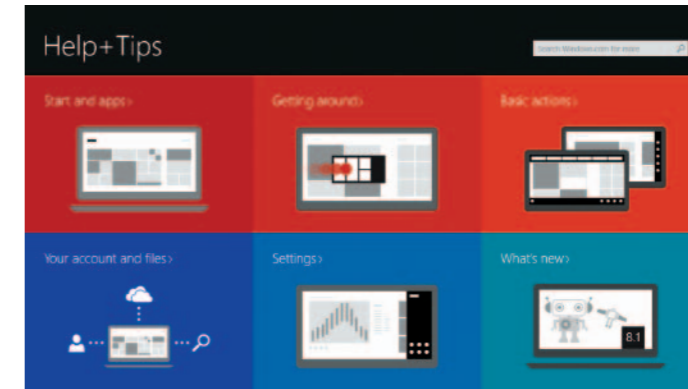 Help+Tips
Search Windows.com for more
Start and apps›
Getting around›
Basic actions›
Your account and files›
Settings›
What's new›
8.1